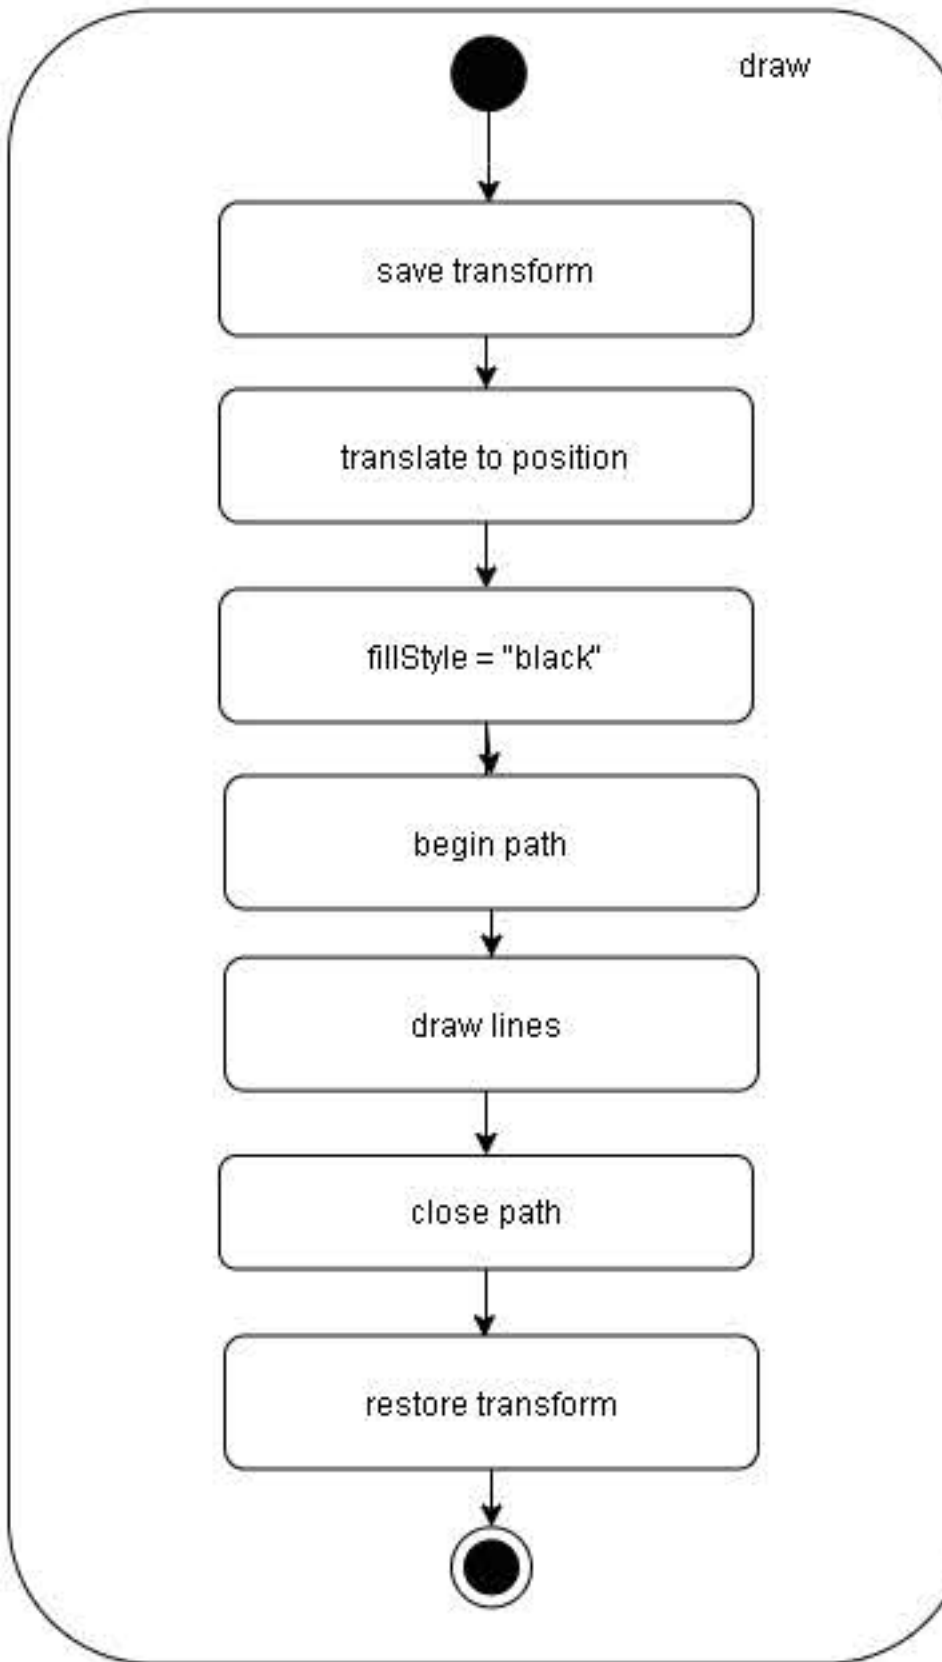 draw
save transform
translate to position
fillStyle = "black"
begin path
draw lines
close path
restore transform